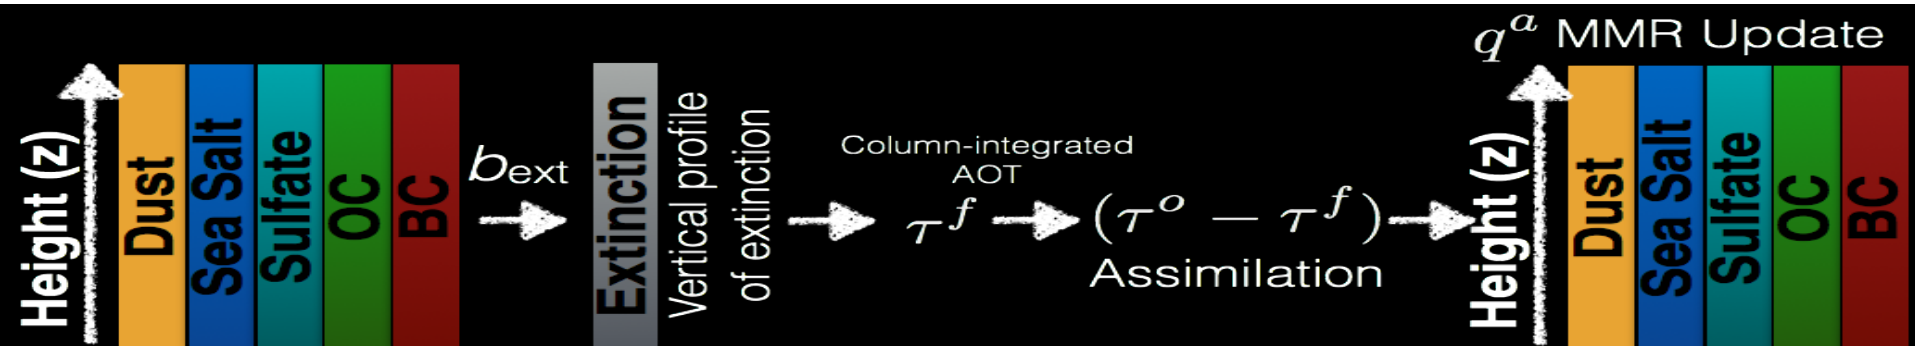 Height (z)
Dust
Sea Salt
Sulfate
OC
BC
b_ext
Extinction
Vertical profile
of extinction
Column-integrated
AOT
τ^f
(τ^o − τ^f)
Assimilation
q^a MMR Update
Height (z)
Dust
Sea Salt
Sulfate
OC
BC